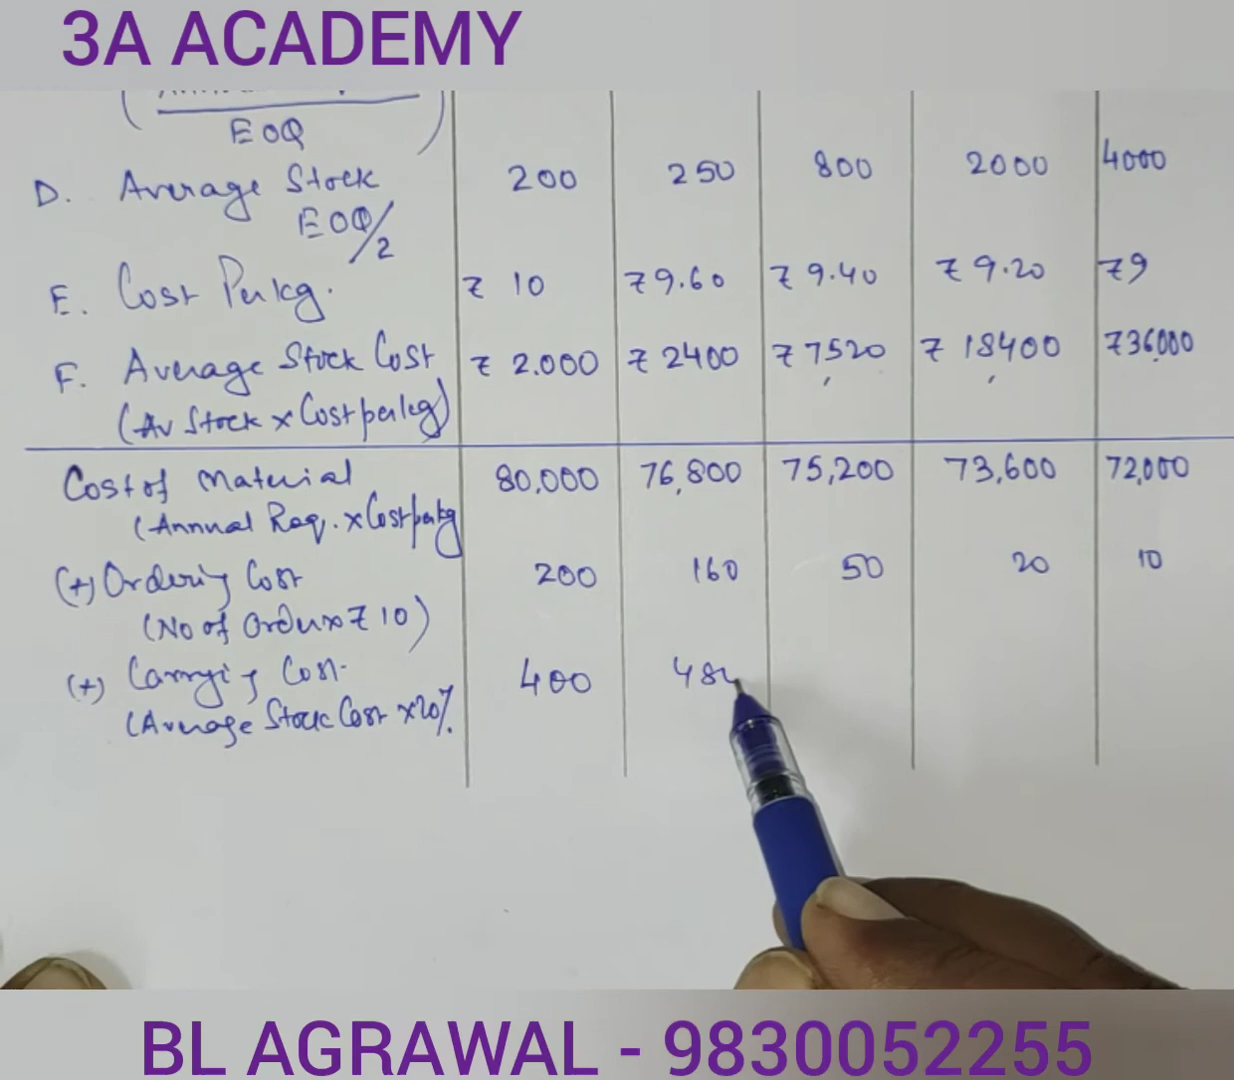 3A ACADEMY
EOQ
D. Average Stock 200 250 800 2000 4000
EOQ/2
E. Cost Per kg. ₹ 10 ₹9.60 ₹ 9.40 ₹ 9.20 ₹9
F. Average Stock Cost ₹ 2.000 ₹ 2400 ₹ 7520 ₹ 18400 ₹36000
(Av Stock x Cost per kg)
Cost of Material 80,000 76,800 75,200 73,600 72,000
(Annual Req. x Cost per kg
(+) Ordering Cost 200 160 50 20 10
(No of Order x ₹ 10)
(+) Carrying Cost 400 48
(Average Stock Cost x 20%
BL AGRAWAL - 9830052255